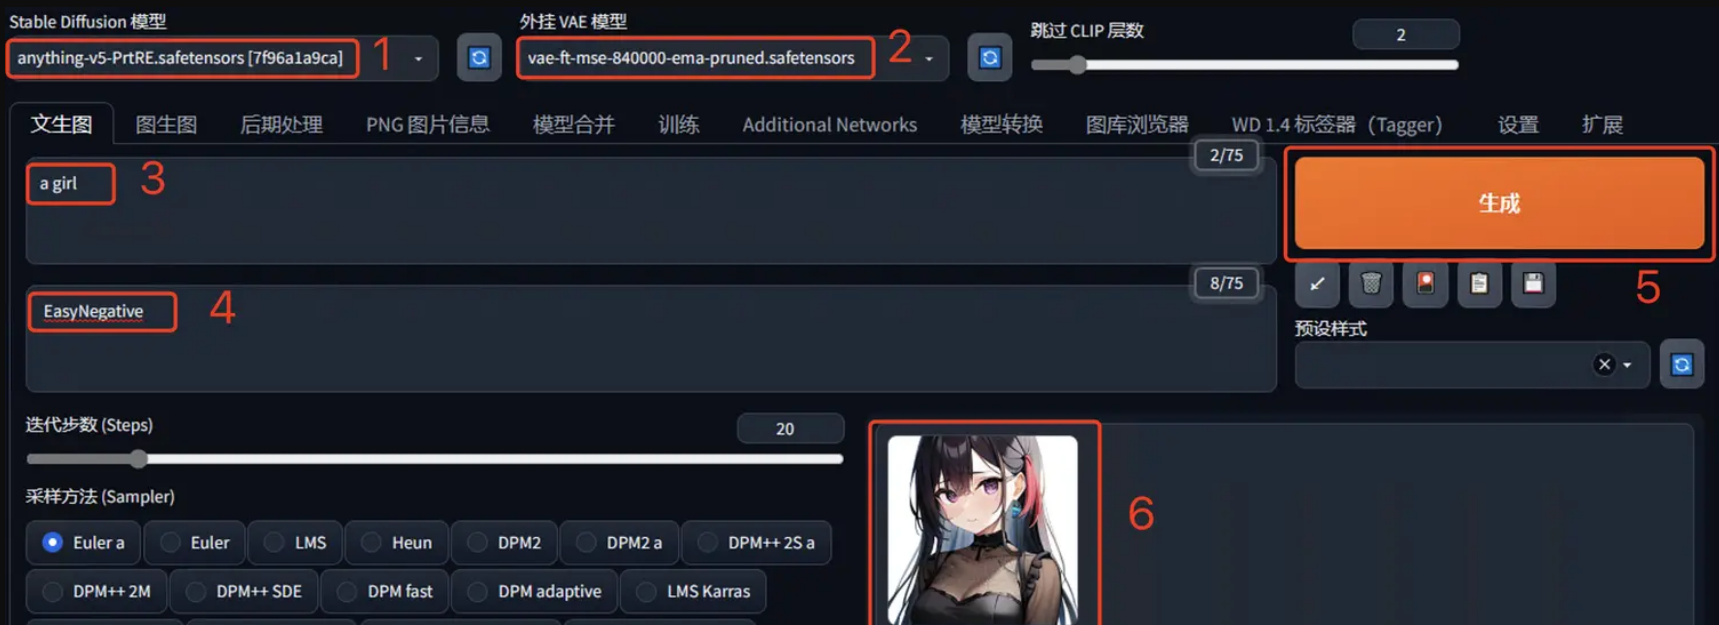 Stable Diffusion 模型
外挂 VAE 模型
跳过 CLIP 层数
2
anything-v5-PrtRE.safetensors [7f96a1a9ca]
1
vae-ft-mse-840000-ema-pruned.safetensors
2
文生图 图生图 后期处理 PNG 图片信息 模型合并 训练 Additional Networks 模型转换 图库浏览器 WD 1.4 标签器（Tagger） 设置 扩展
2/75
a girl
3
生成
5
8/75
EasyNegative
4
预设样式
迭代步数 (Steps)
20
采样方法 (Sampler)
Euler a Euler LMS Heun DPM2 DPM2 a DPM++ 2S a
DPM++ 2M DPM++ SDE DPM fast DPM adaptive LMS Karras
6